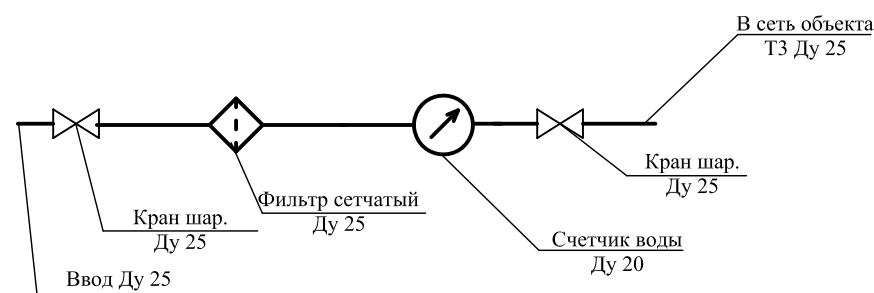 В сеть объекта
Т3 Ду 25
Кран шар.
Ду 25
Фильтр сетчатый
Ду 25
Кран шар.
Ду 25
Счетчик воды
Ду 20
Ввод Ду 25